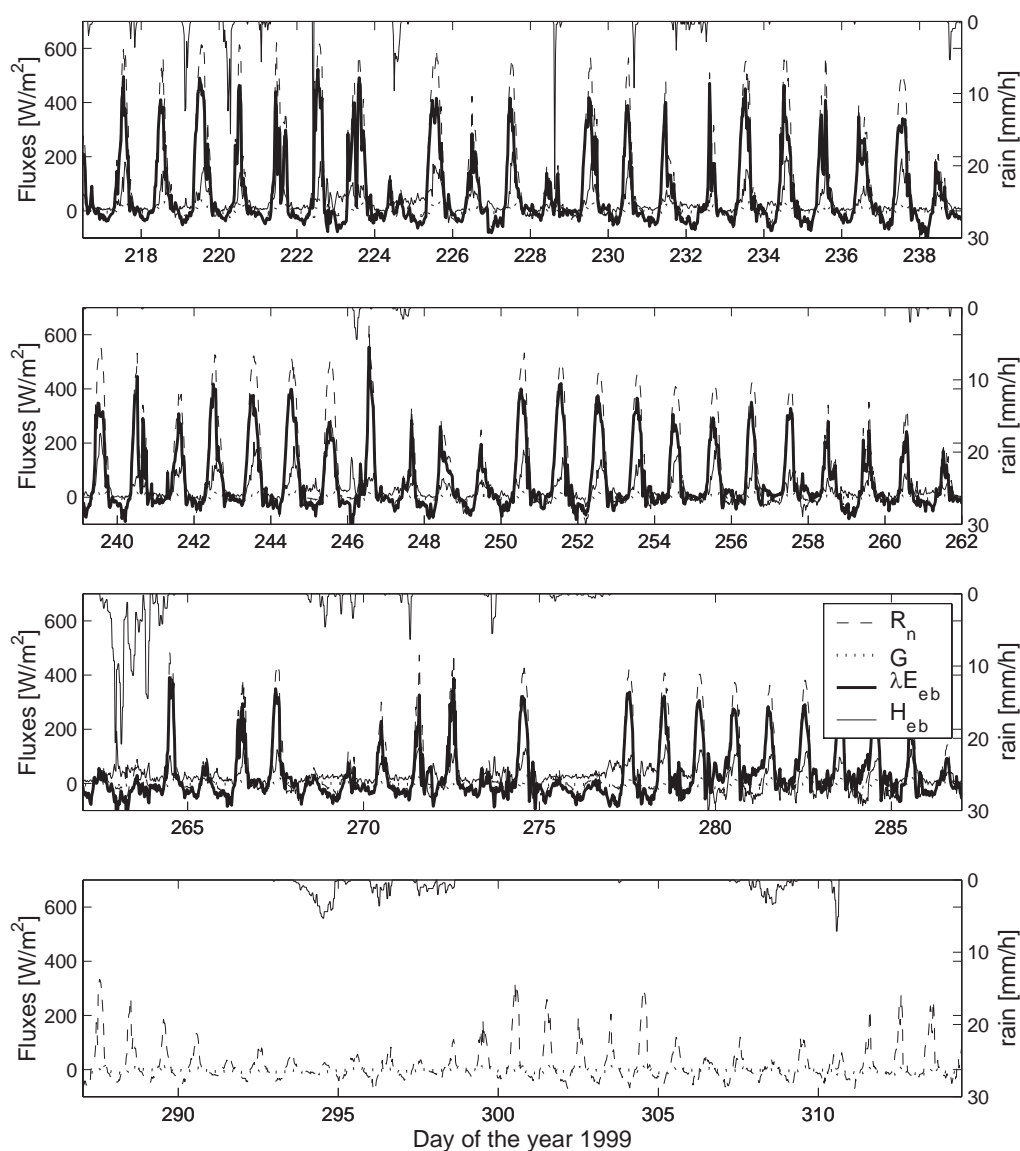 600
400
200
0
Fluxes [W/m²]
0
10
20
30
rain [mm/h]
218 220 222 224 226 228 230 232 234 236 238
600
400
200
0
Fluxes [W/m²]
0
10
20
30
rain [mm/h]
240 242 244 246 248 250 252 254 256 258 260 262
600
400
200
0
Fluxes [W/m²]
0
10
20
30
rain [mm/h]
R_n
G
λE_eb
H_eb
265 270 275 280 285
600
400
200
0
Fluxes [W/m²]
0
10
20
30
rain [mm/h]
290 295 300 305 310
Day of the year 1999